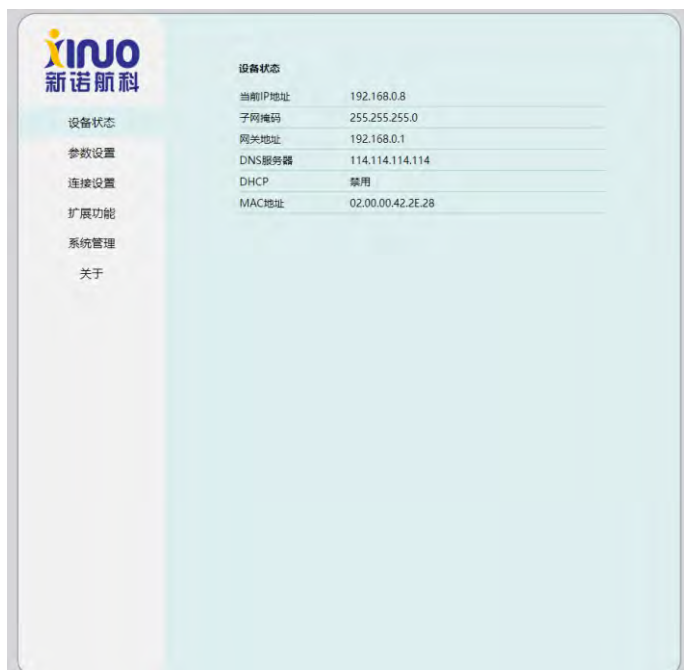 XINUO
新诺航科
设备状态
参数设置
连接设置
扩展功能
系统管理
关于
设备状态
当前IP地址 192.168.0.8
子网掩码 255.255.255.0
网关地址 192.168.0.1
DNS服务器 114.114.114.114
DHCP 禁用
MAC地址 02.00.00.42.2E.28